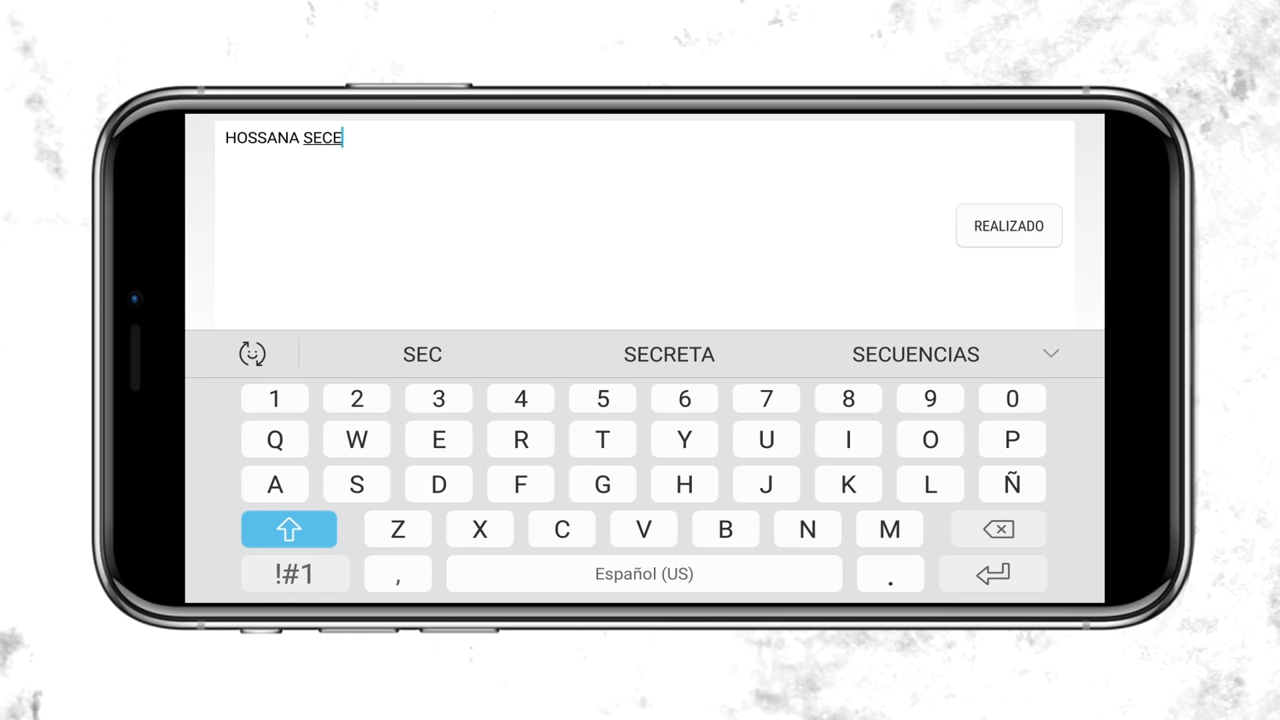 HOSSANA SECE
REALIZADO
SEC SECRETA SECUENCIAS
1 2 3 4 5 6 7 8 9 0
Q W E R T Y U I O P
A S D F G H J K L Ñ
Z X C V B N M
!#1 , Español (US) .